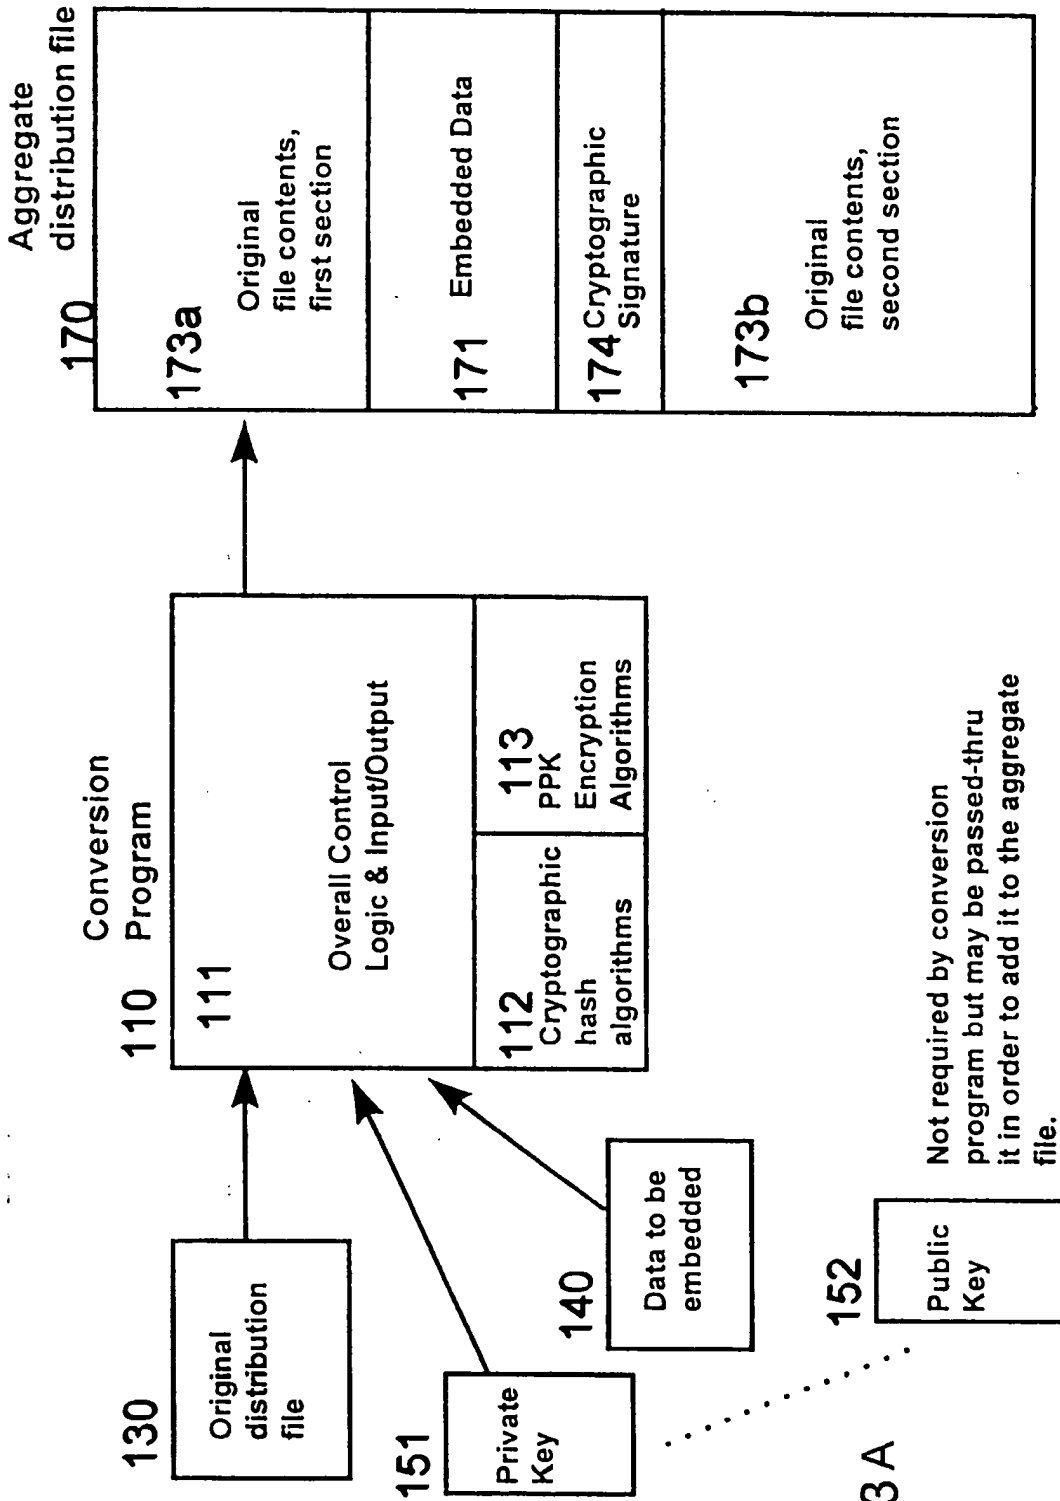 130
Original
distribution
file
151
Private
Key
140
Data to be
embedded
152
Public
Key
Not required by conversion
program but may be passed-thru
it in order to add it to the aggregate
file.
110
Conversion
Program
111
Overall Control
Logic & Input/Output
112
Cryptographic
hash
algorithms
113
PPK
Encryption
Algorithms
170
Aggregate
distribution file
173a
Original
file contents,
first section
171
Embedded Data
174
Cryptographic
Signature
173b
Original
file contents,
second section
3A